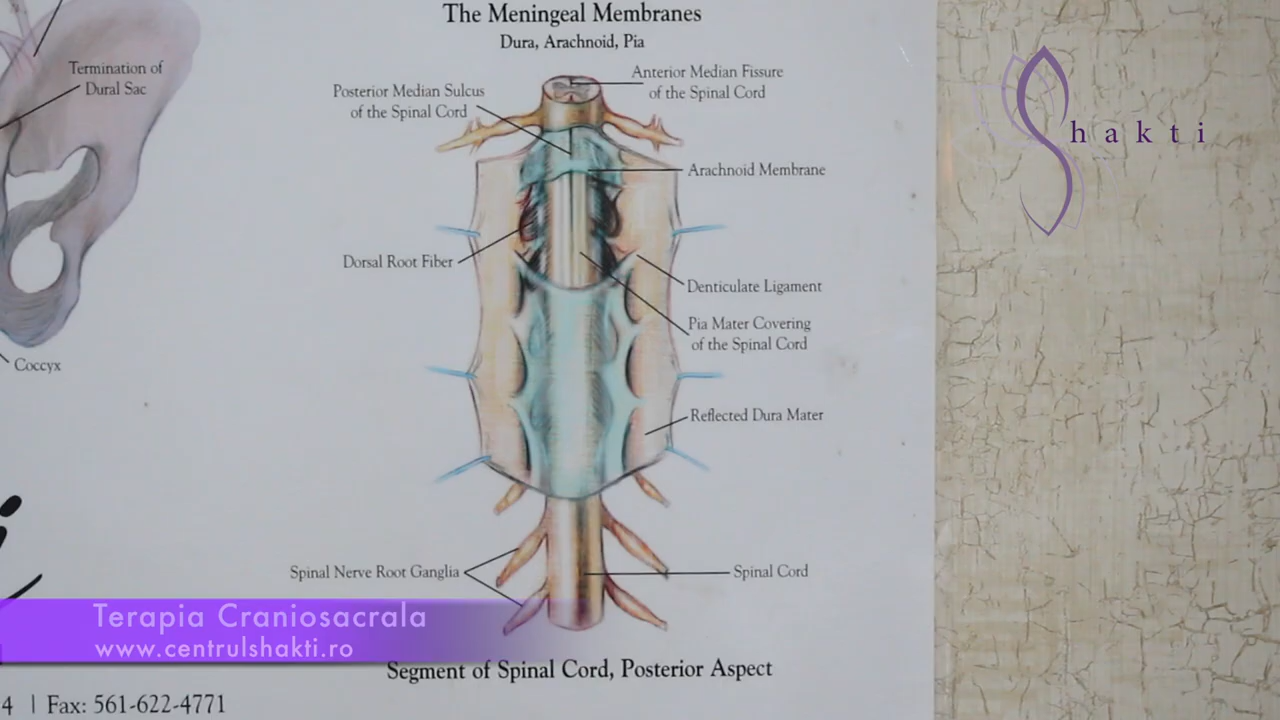 The Meningeal Membranes
Dura, Arachnoid, Pia
Termination of
Dural Sac
Posterior Median Sulcus
of the Spinal Cord
Anterior Median Fissure
of the Spinal Cord
Arachnoid Membrane
Dorsal Root Fiber
Denticulate Ligament
Pia Mater Covering
of the Spinal Cord
Coccyx
Reflected Dura Mater
Spinal Nerve Root Ganglia
Spinal Cord
Segment of Spinal Cord, Posterior Aspect
4 | Fax: 561-622-4771
Shakti
Terapia Craniosacrala
www.centrulshakti.ro